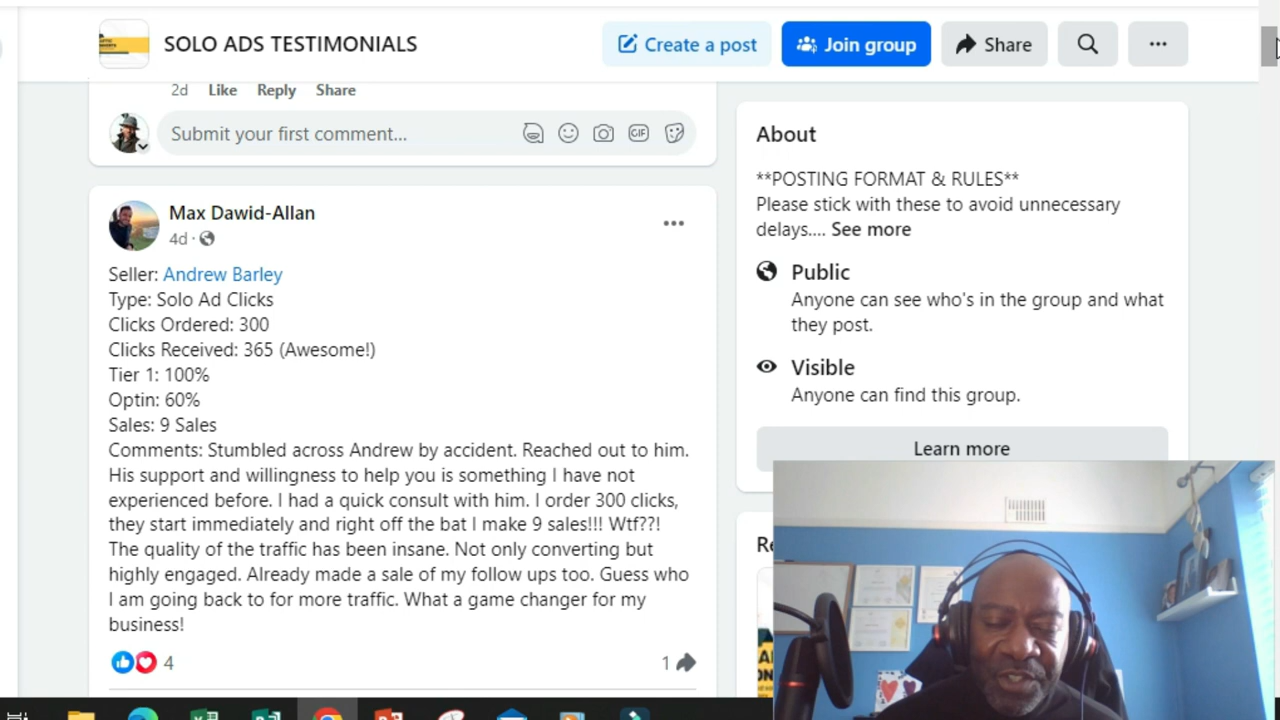 SOLO ADS TESTIMONIALS
Create a post
Join group
Share
2d Like Reply Share
Submit your first comment...
GIF
Max Dawid-Allan
4d
Seller: Andrew Barley
Type: Solo Ad Clicks
Clicks Ordered: 300
Clicks Received: 365 (Awesome!)
Tier 1: 100%
Optin: 60%
Sales: 9 Sales
Comments: Stumbled across Andrew by accident. Reached out to him.
His support and willingness to help you is something I have not
experienced before. I had a quick consult with him. I order 300 clicks,
they start immediately and right off the bat I make 9 sales!!! Wtf??!
The quality of the traffic has been insane. Not only converting but
highly engaged. Already made a sale of my follow ups too. Guess who
I am going back to for more traffic. What a game changer for my
business!
4
1
About
**POSTING FORMAT & RULES**
Please stick with these to avoid unnecessary
delays.... See more
Public
Anyone can see who's in the group and what
they post.
Visible
Anyone can find this group.
Learn more